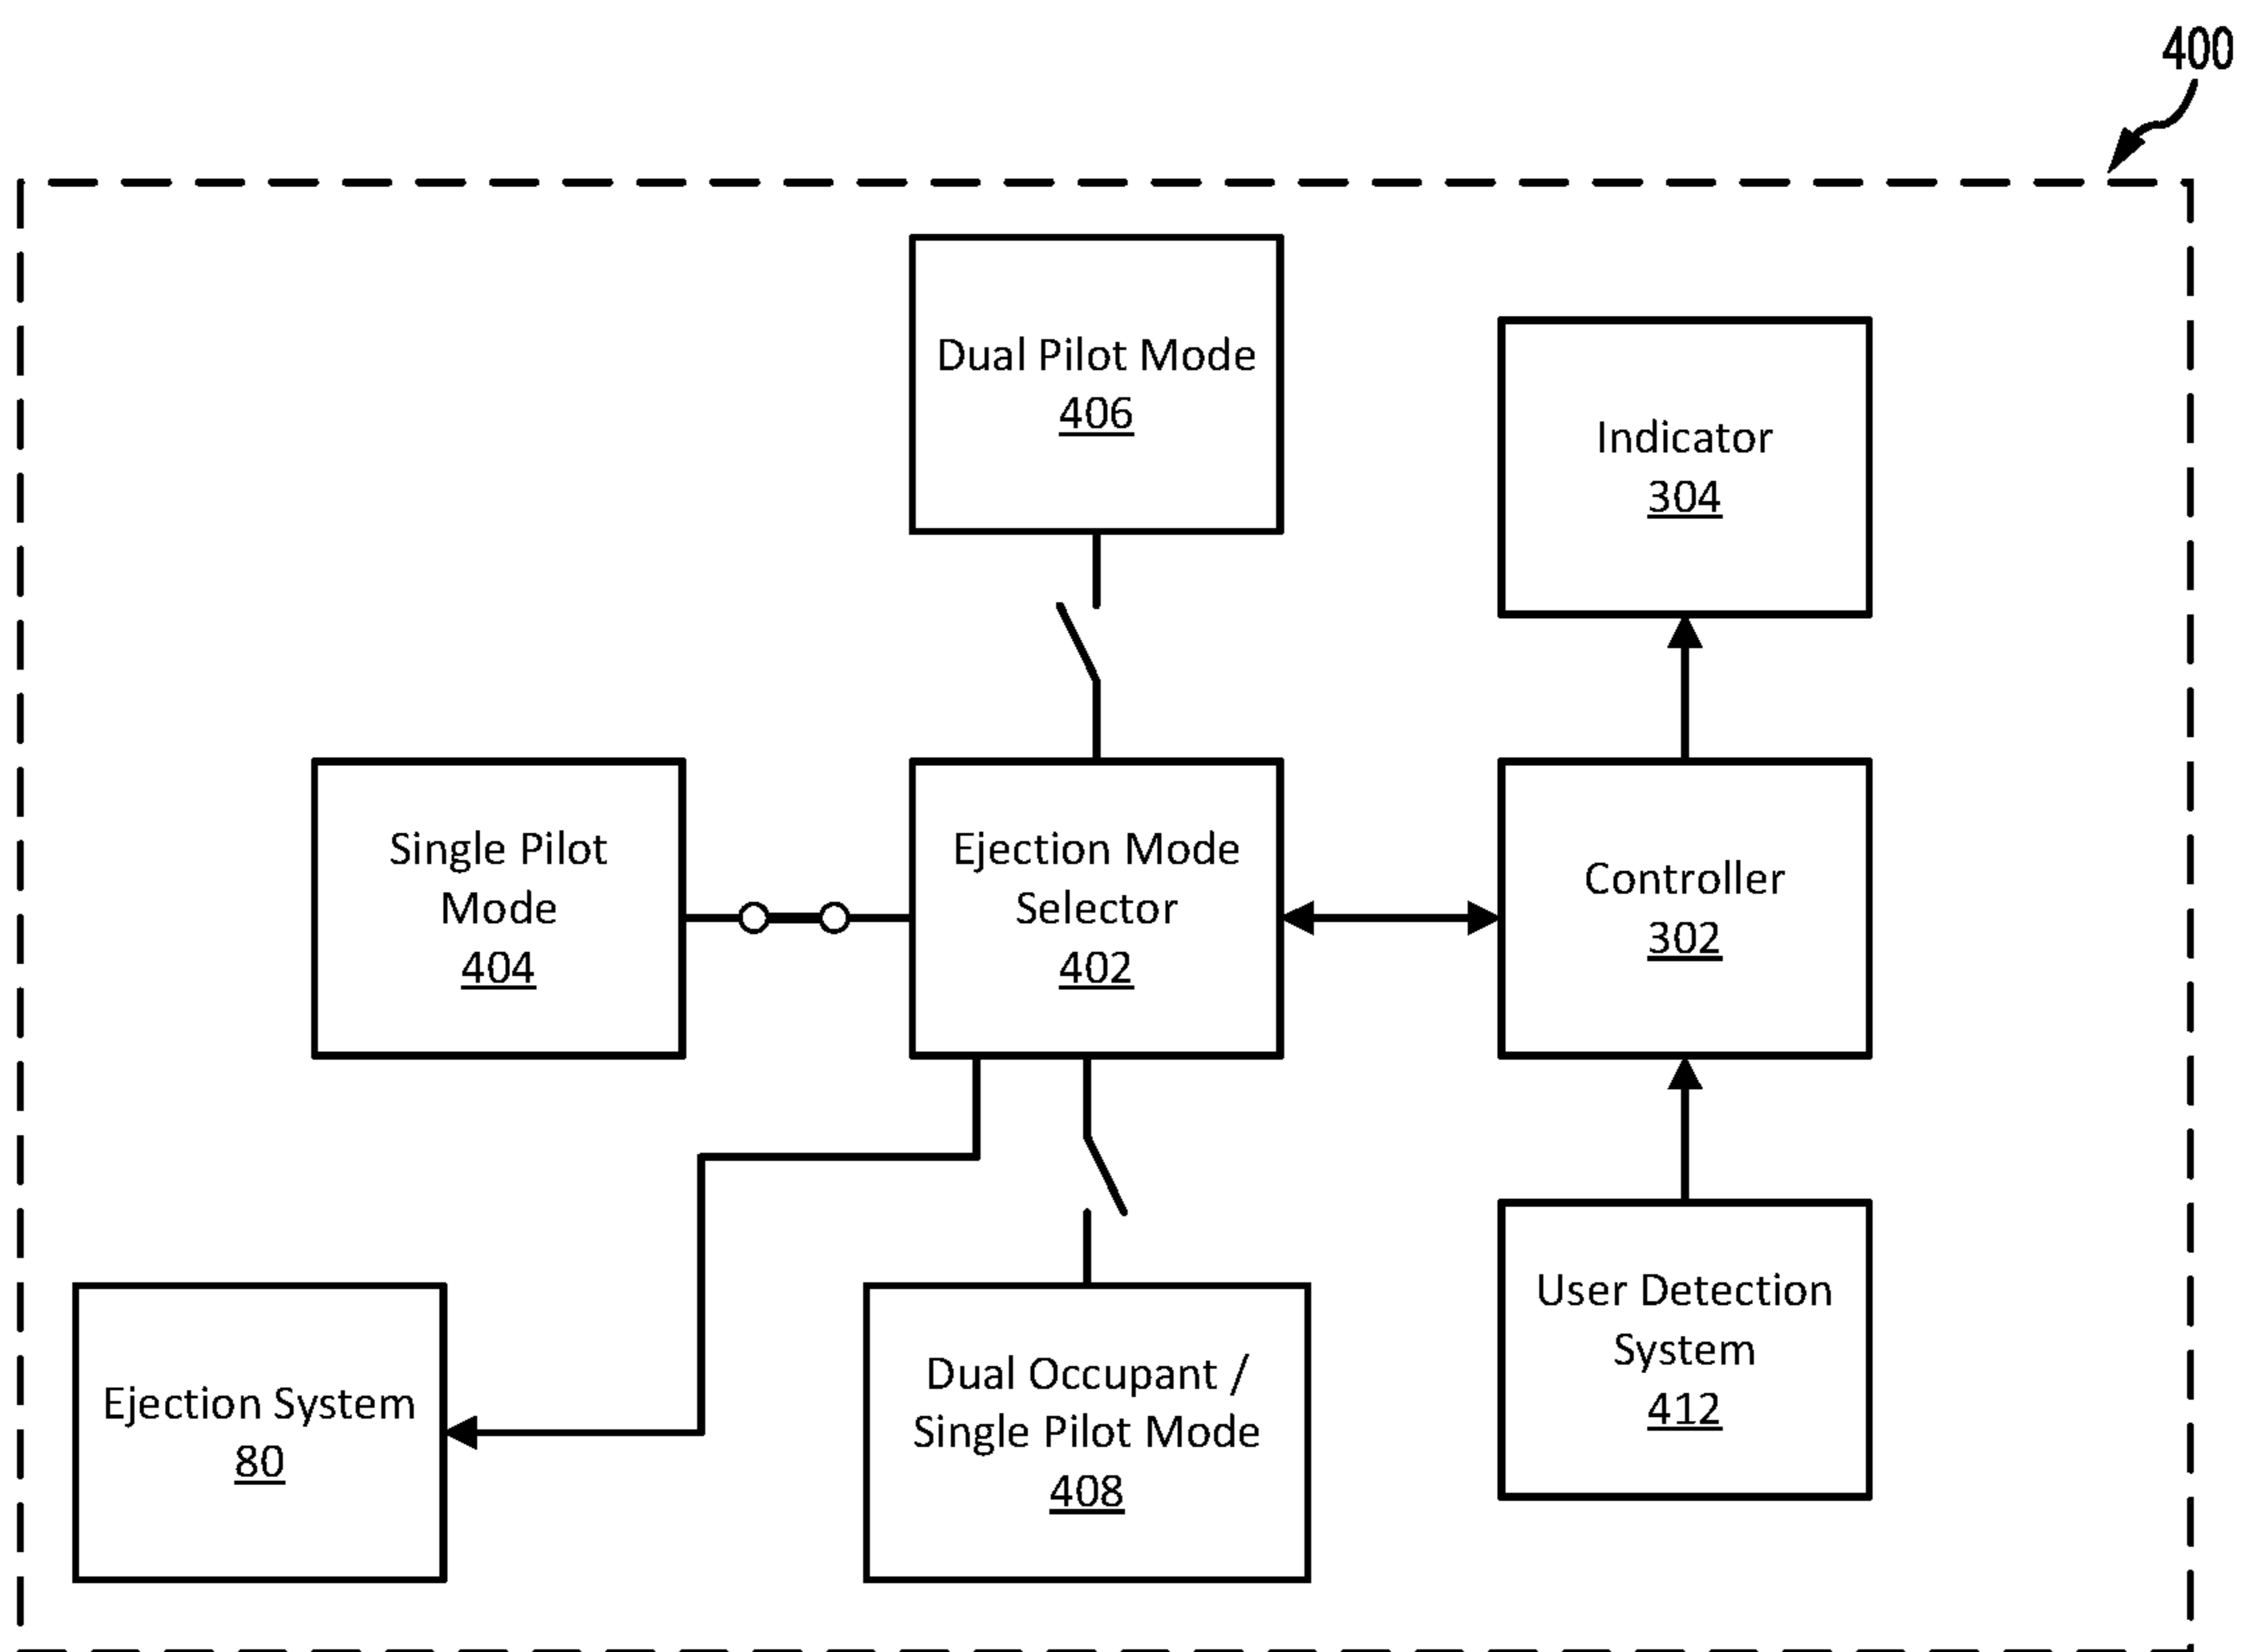 400
Dual Pilot Mode
406
Indicator
304
Single Pilot
Mode
404
Ejection Mode
Selector
402
Controller
302
Ejection System
80
Dual Occupant /
Single Pilot Mode
408
User Detection
System
412